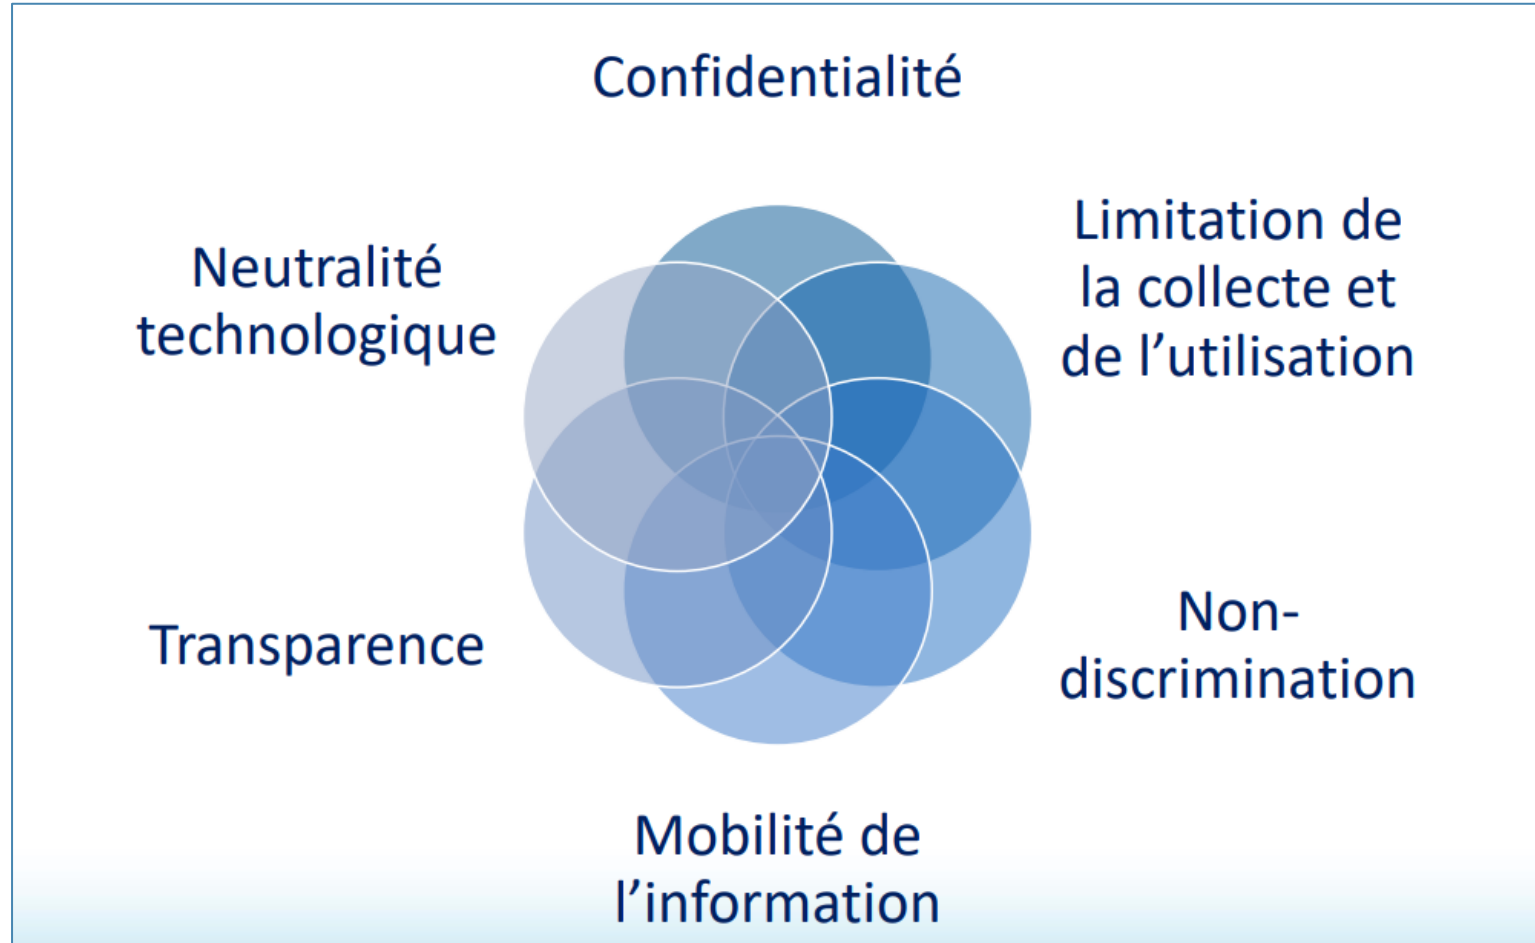 Confidentialité
Limitation de
la collecte et
de l’utilisation
Non-
discrimination
Mobilité de
l’information
Transparence
Neutralité
technologique